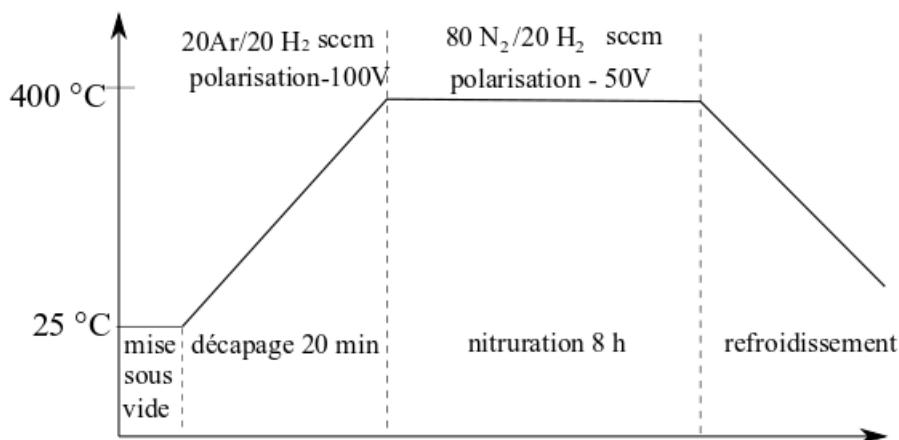 20Ar/20 H₂ sccm
polarisation-100V
80 N₂/20 H₂ sccm
polarisation - 50V
400 °C
25 °C
mise
sous
vide
décapage 20 min
nitruration 8 h
refroidissement